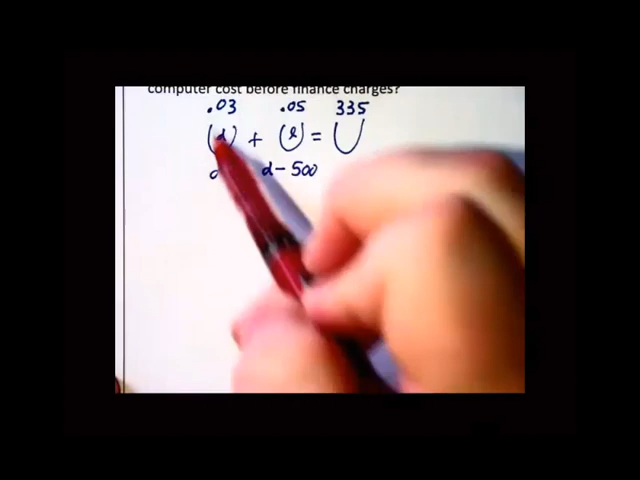 computer cost before finance charges?
.03 .05 335
(d) + (l) =
d d - 500